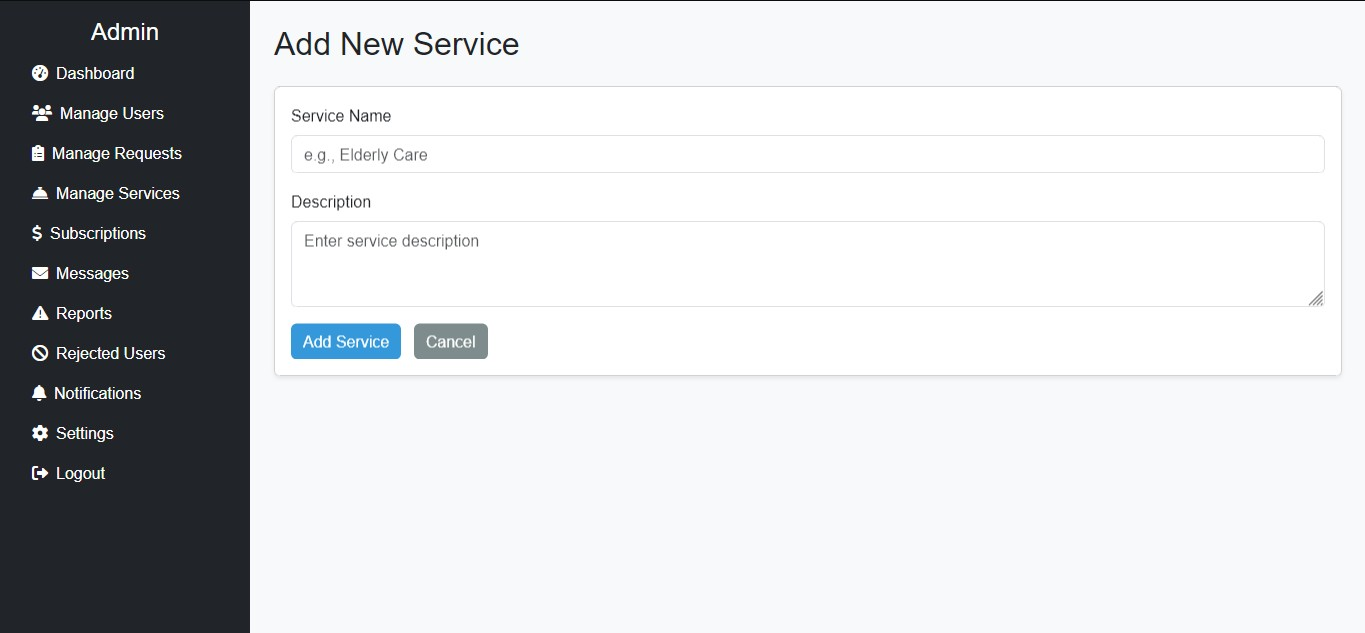 Admin
Dashboard
Manage Users
Manage Requests
Manage Services
Subscriptions
Messages
Reports
Rejected Users
Notifications
Settings
Logout
Add New Service
Service Name
e.g., Elderly Care
Description
Enter service description
Add Service Cancel